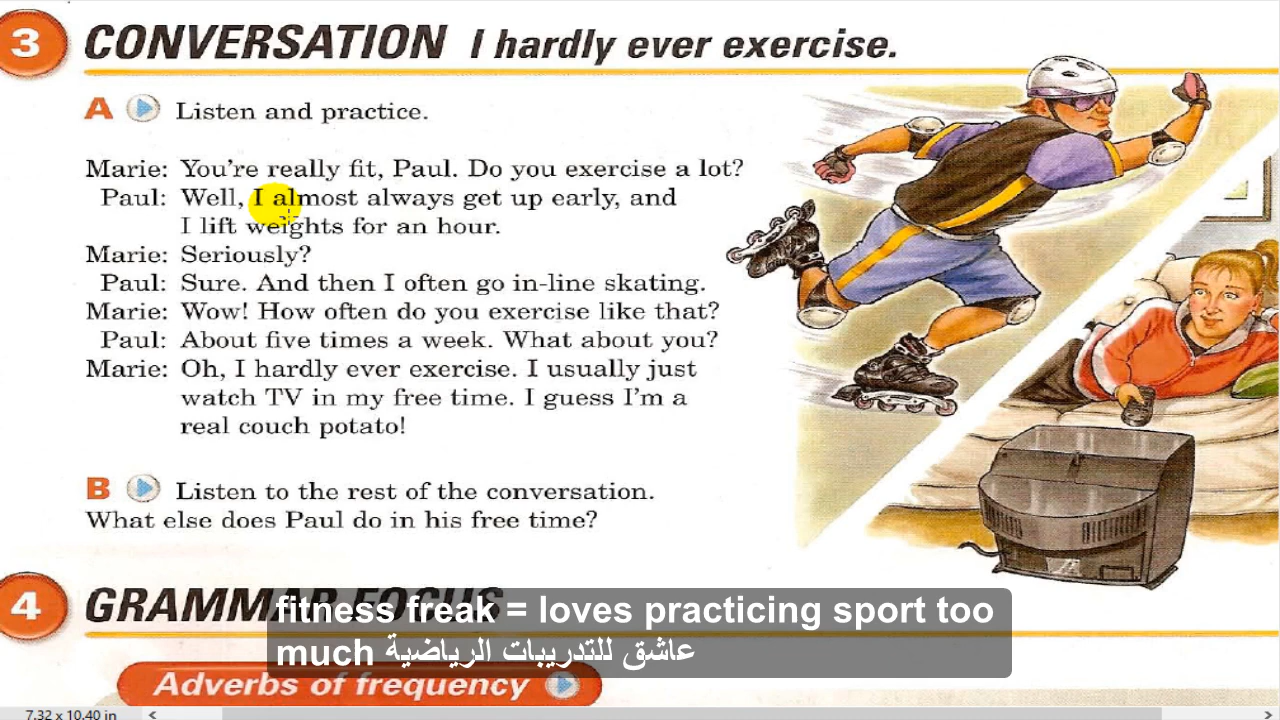 3 CONVERSATION I hardly ever exercise.
A Listen and practice.
Marie: You're really fit, Paul. Do you exercise a lot?
Paul: Well, I almost always get up early, and
I lift weights for an hour.
Marie: Seriously?
Paul: Sure. And then I often go in-line skating.
Marie: Wow! How often do you exercise like that?
Paul: About five times a week. What about you?
Marie: Oh, I hardly ever exercise. I usually just
watch TV in my free time. I guess I'm a
real couch potato!
B Listen to the rest of the conversation.
What else does Paul do in his free time?
4 GRAMMAR FOCUS
fitness freak = loves practicing sport too
much عاشق للتدريبات الرياضية
Adverbs of frequency
7.32 x 10.40 in